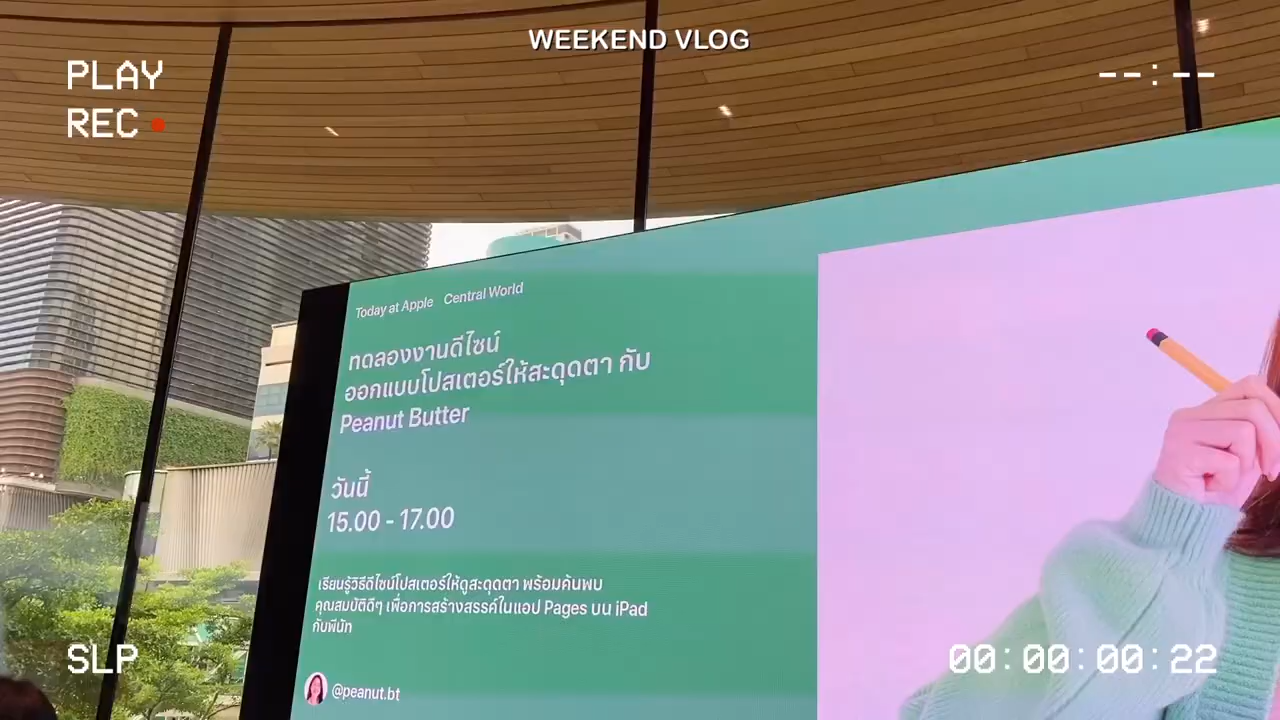 WEEKEND VLOG
PLAY
REC
--:--
Today at Apple Central World
ทดลองงานดีไซน์
ออกแบบโปสเตอร์ให้สะดุดตา กับ
Peanut Butter
วันนี้
15.00 - 17.00
เรียนรู้วิธีดีไซน์โปสเตอร์ให้ดูสะดุดตา พร้อมค้นพบ
คุณสมบัติดีๆ เพื่อการสร้างสรรค์ในแอป Pages บน iPad
กับพีนัท
@peanut.bt
SLP
00:00:00:22